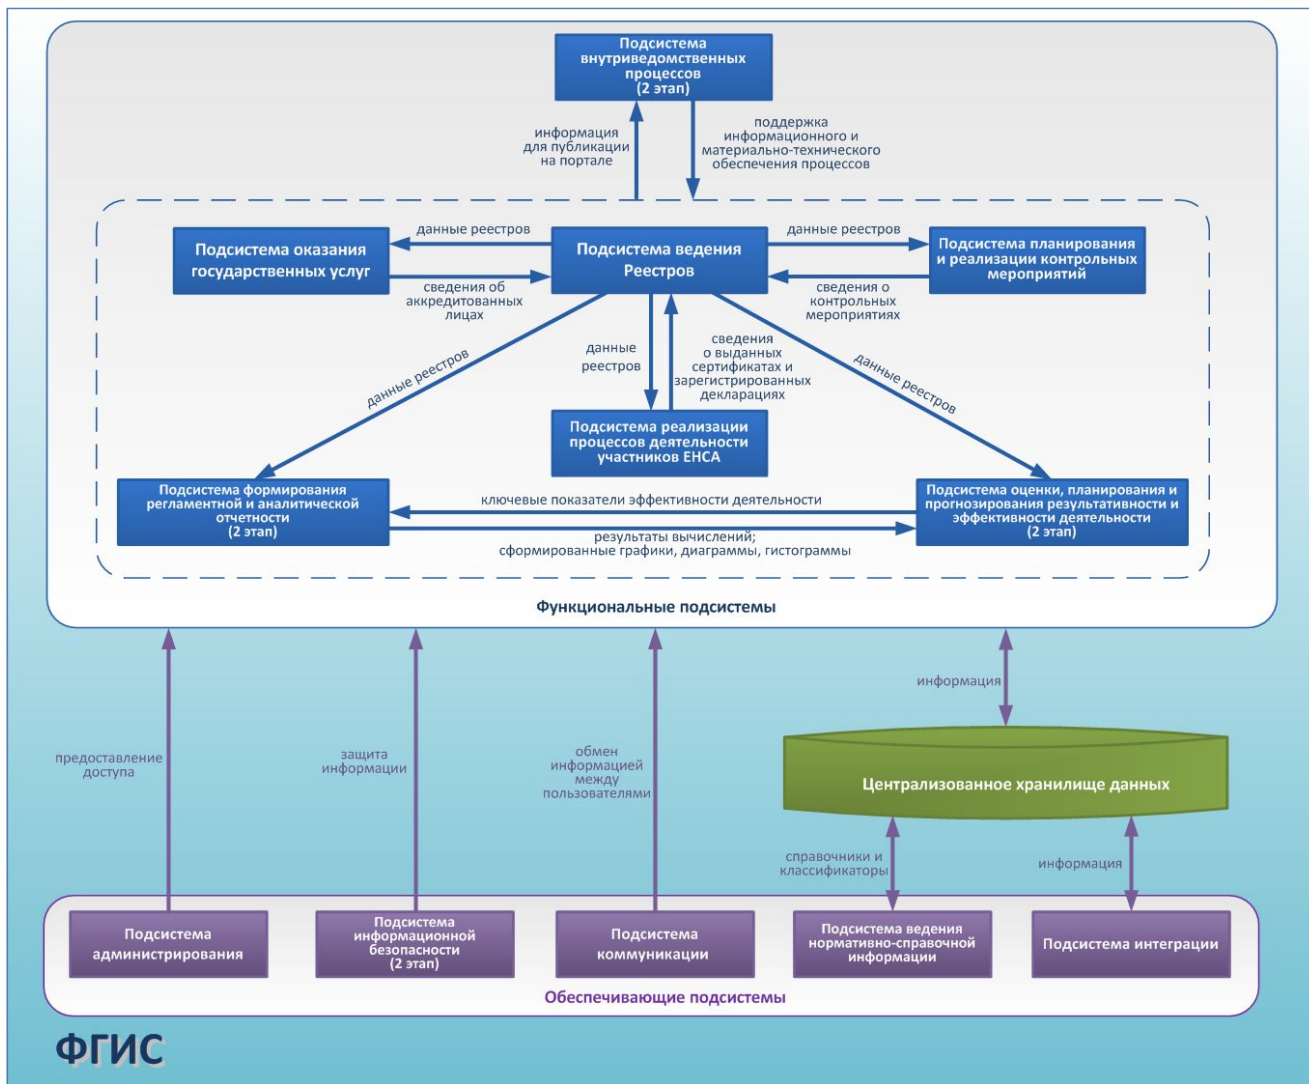 Подсистема
внутриведомственных
процессов
(2 этап)
информация
для публикации
на портале
поддержка
информационного и
материально-технического
обеспечения процессов
Подсистема оказания
государственных услуг
данные реестров
сведения об
аккредитованных
лицах
Подсистема ведения
Реестров
данные реестров
сведения о
контрольных
мероприятиях
Подсистема планирования
и реализации контрольных
мероприятий
данные реестров
данные
реестров
сведения
о выданных
сертификатах и
зарегистрированных
декларациях
данные реестров
Подсистема реализации
процессов деятельности
участников ЕНСА
Подсистема формирования
регламентной и аналитической
отчетности
(2 этап)
ключевые показатели эффективности деятельности
результаты вычислений;
сформированные графики, диаграммы, гистограммы
Подсистема оценки, планирования и
прогнозирования результативности и
эффективности деятельности
(2 этап)
Функциональные подсистемы
предоставление
доступа
защита
информации
обмен
информацией
между
пользователями
информация
Централизованное хранилище данных
справочники и
классификаторы
информация
Подсистема
администрирования
Подсистема
информационной
безопасности
(2 этап)
Подсистема
коммуникации
Подсистема ведения
нормативно-справочной
информации
Подсистема интеграции
Обеспечивающие подсистемы
ФГИС